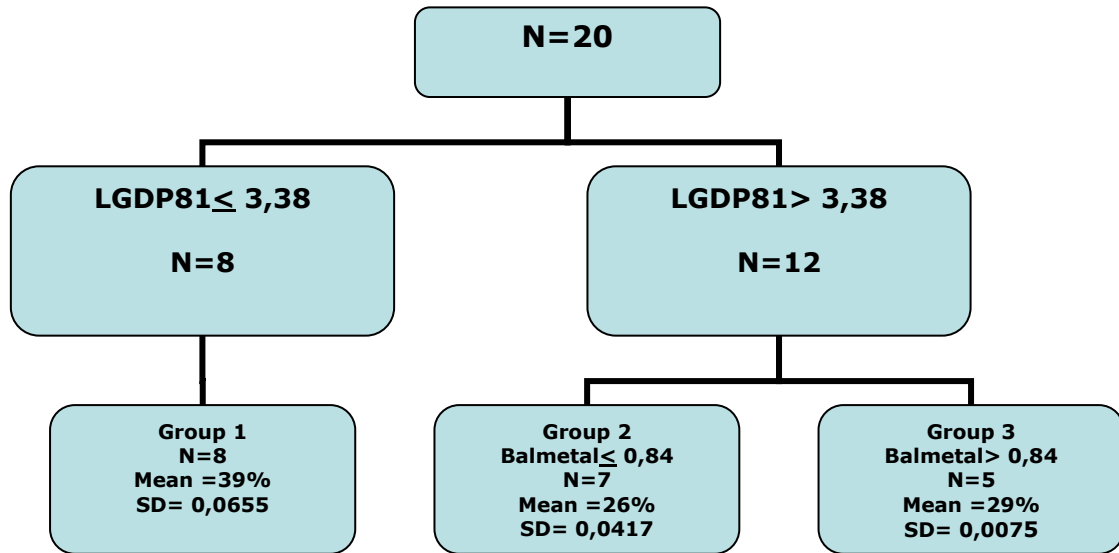 N=20
LGDP81≤ 3,38
N=8
LGDP81> 3,38
N=12
Group 1
N=8
Mean =39%
SD= 0,0655
Group 2
Balmetal≤ 0,84
N=7
Mean =26%
SD= 0,0417
Group 3
Balmetal> 0,84
N=5
Mean =29%
SD= 0,0075